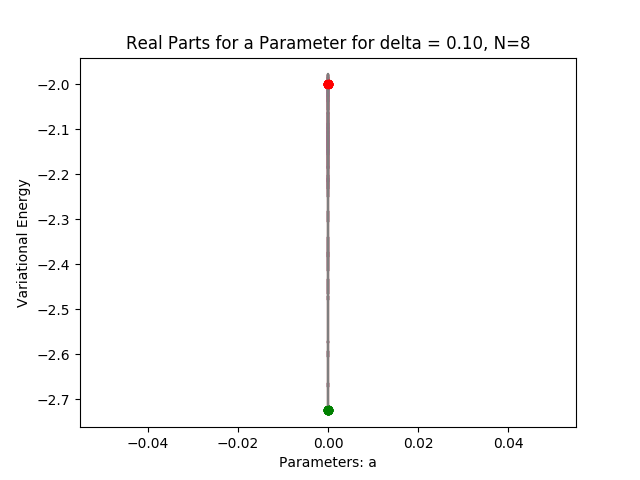 Real Parts for a Parameter for delta = 0.10, N=8
−2.0
−2.1
−2.2
−2.3
−2.4
−2.5
−2.6
−2.7
Variational Energy
−0.04 −0.02 0.00 0.02 0.04
Parameters: a